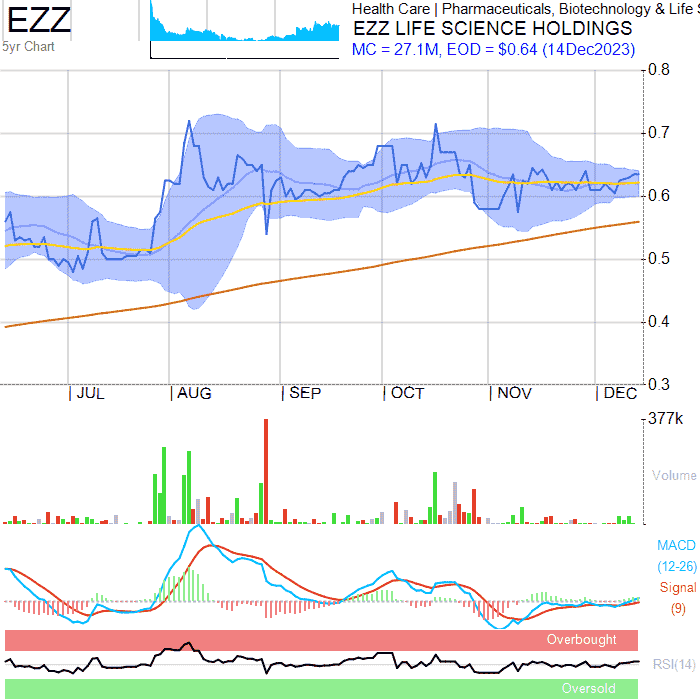 EZZ
5yr Chart
Health Care | Pharmaceuticals, Biotechnology & Life S
EZZ LIFE SCIENCE HOLDINGS
MC = 27.1M, EOD = $0.64 (14Dec2023)
0.8
0.7
0.6
0.5
0.4
0.3
| JUL | AUG | SEP | OCT | NOV | DEC
377k
Volume
MACD
(12-26)
Signal
(9)
Overbought
RSI(14)
Oversold